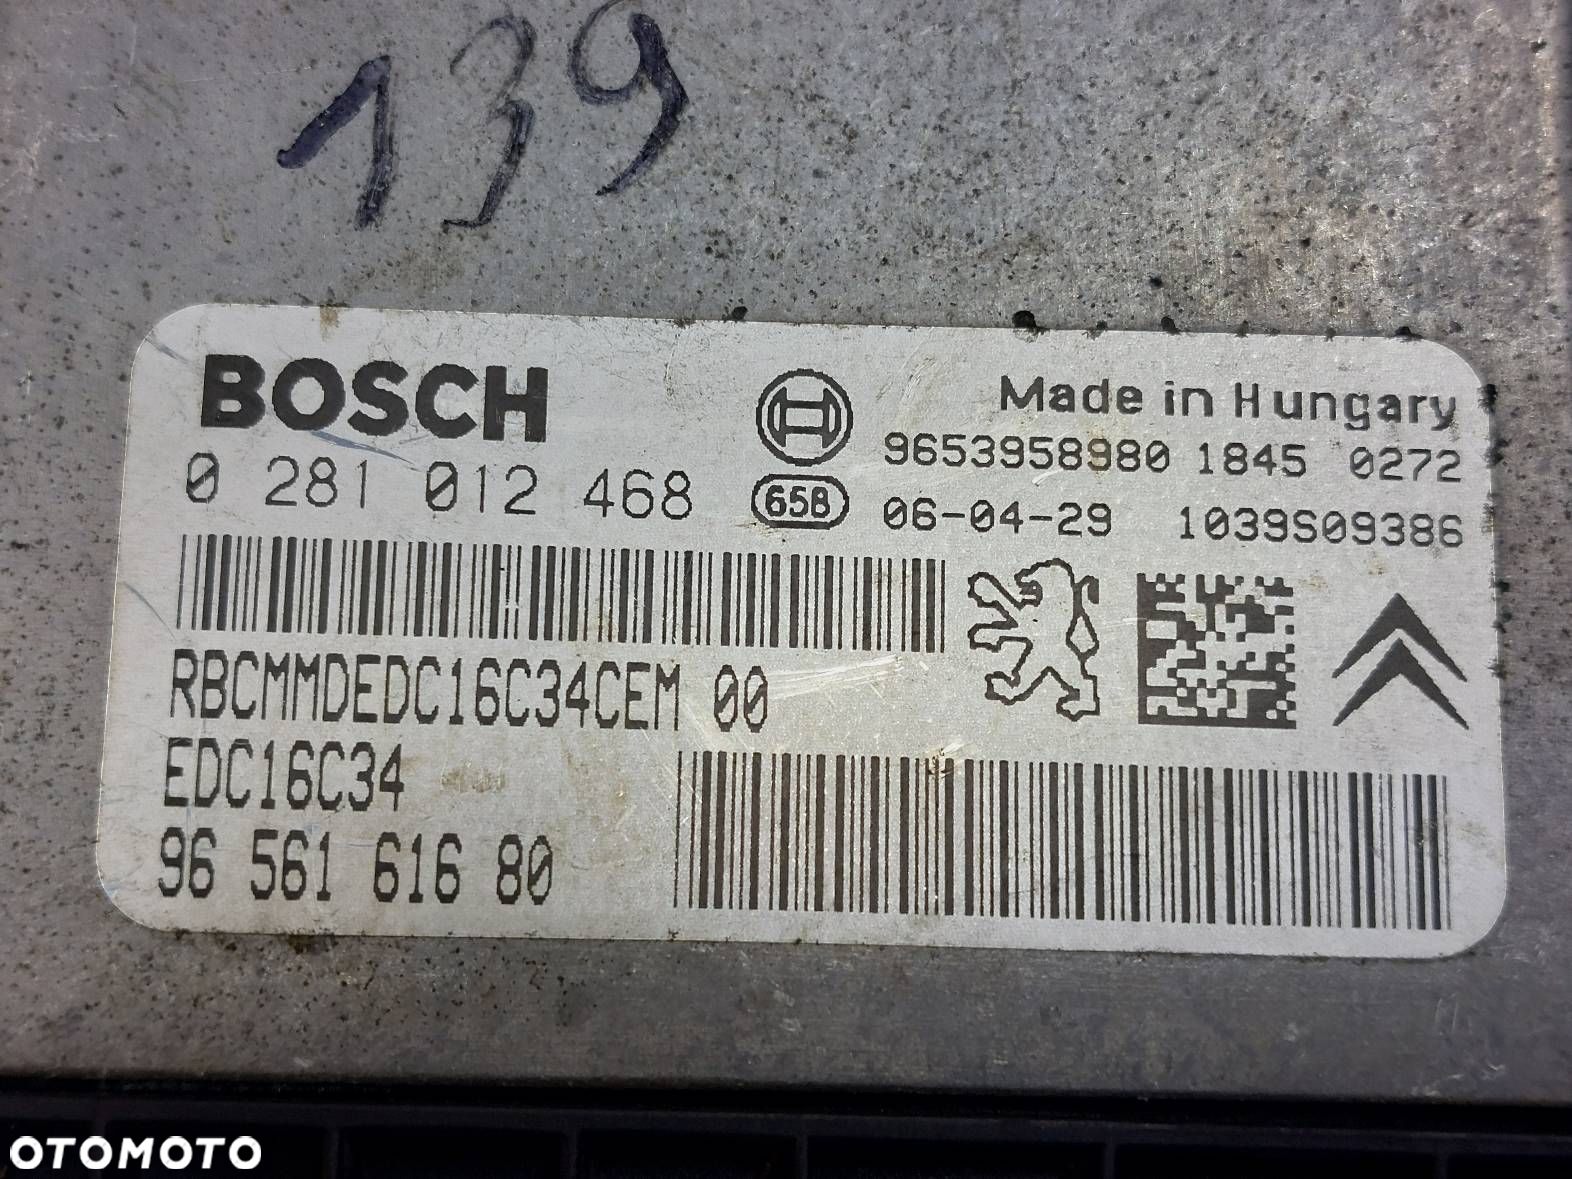 139
BOSCH
0 281 012 468
Made in Hungary
9653958980 1845 0272
658 06-04-29 1039S09386
RBCMMDEDC16C34CEM 00
EDC16C34
96 561 616 80
OTOMOTO